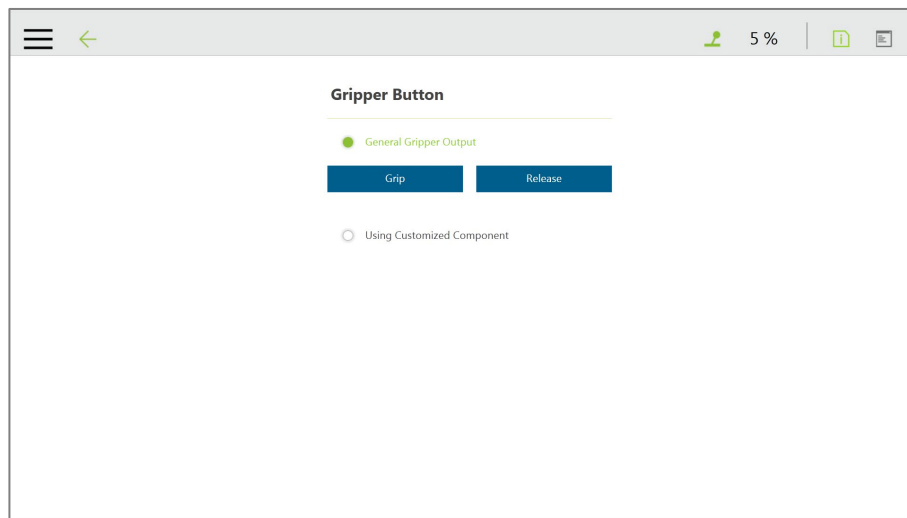 5 %
Gripper Button
General Gripper Output
Grip Release
Using Customized Component